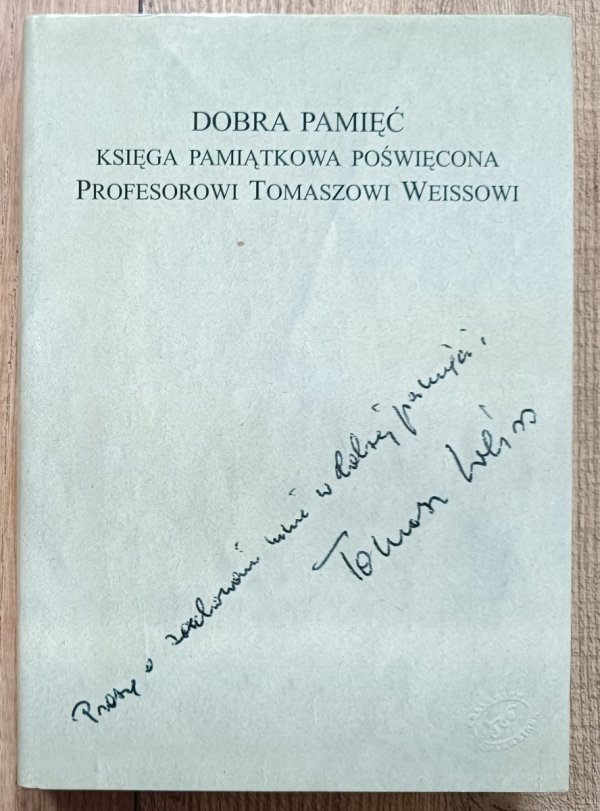 DOBRA PAMIĘĆ
KSIĘGA PAMIĄTKOWA POŚWIĘCONA
PROFESOROWI TOMASZOWI WEISSOWI
Proszę o zachowanie mnie w dobrej pamięci.
Tomasz Weiss